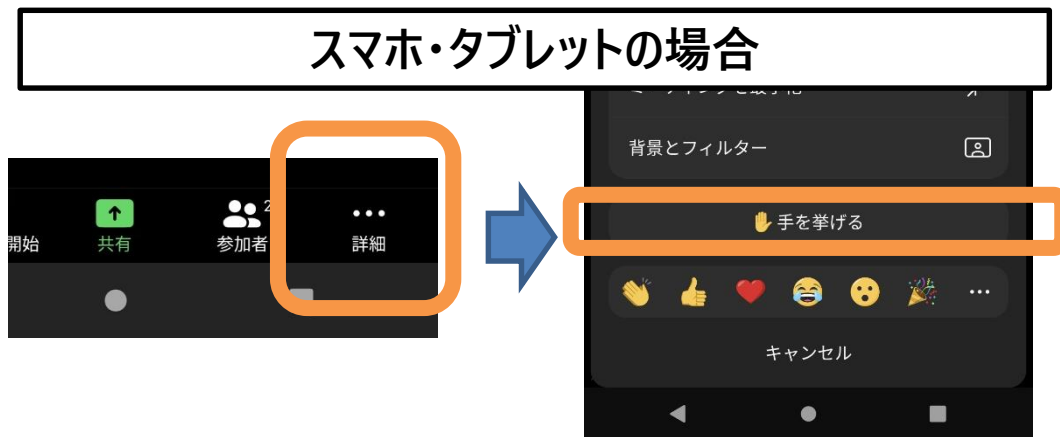 スマホ・タブレットの場合
開始
共有
参加者
2
詳細
背景とフィルター
手を挙げる
キャンセル